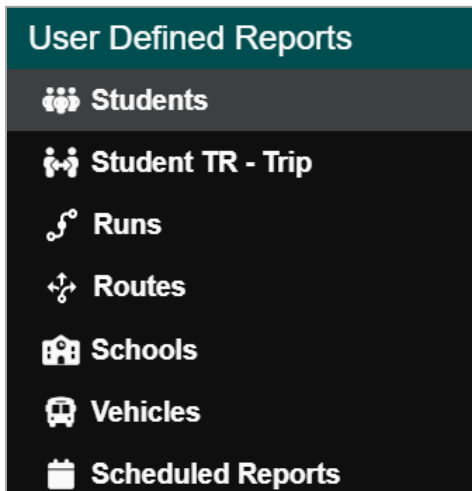 User Defined Reports
Students
Student TR - Trip
Runs
Routes
Schools
Vehicles
Scheduled Reports